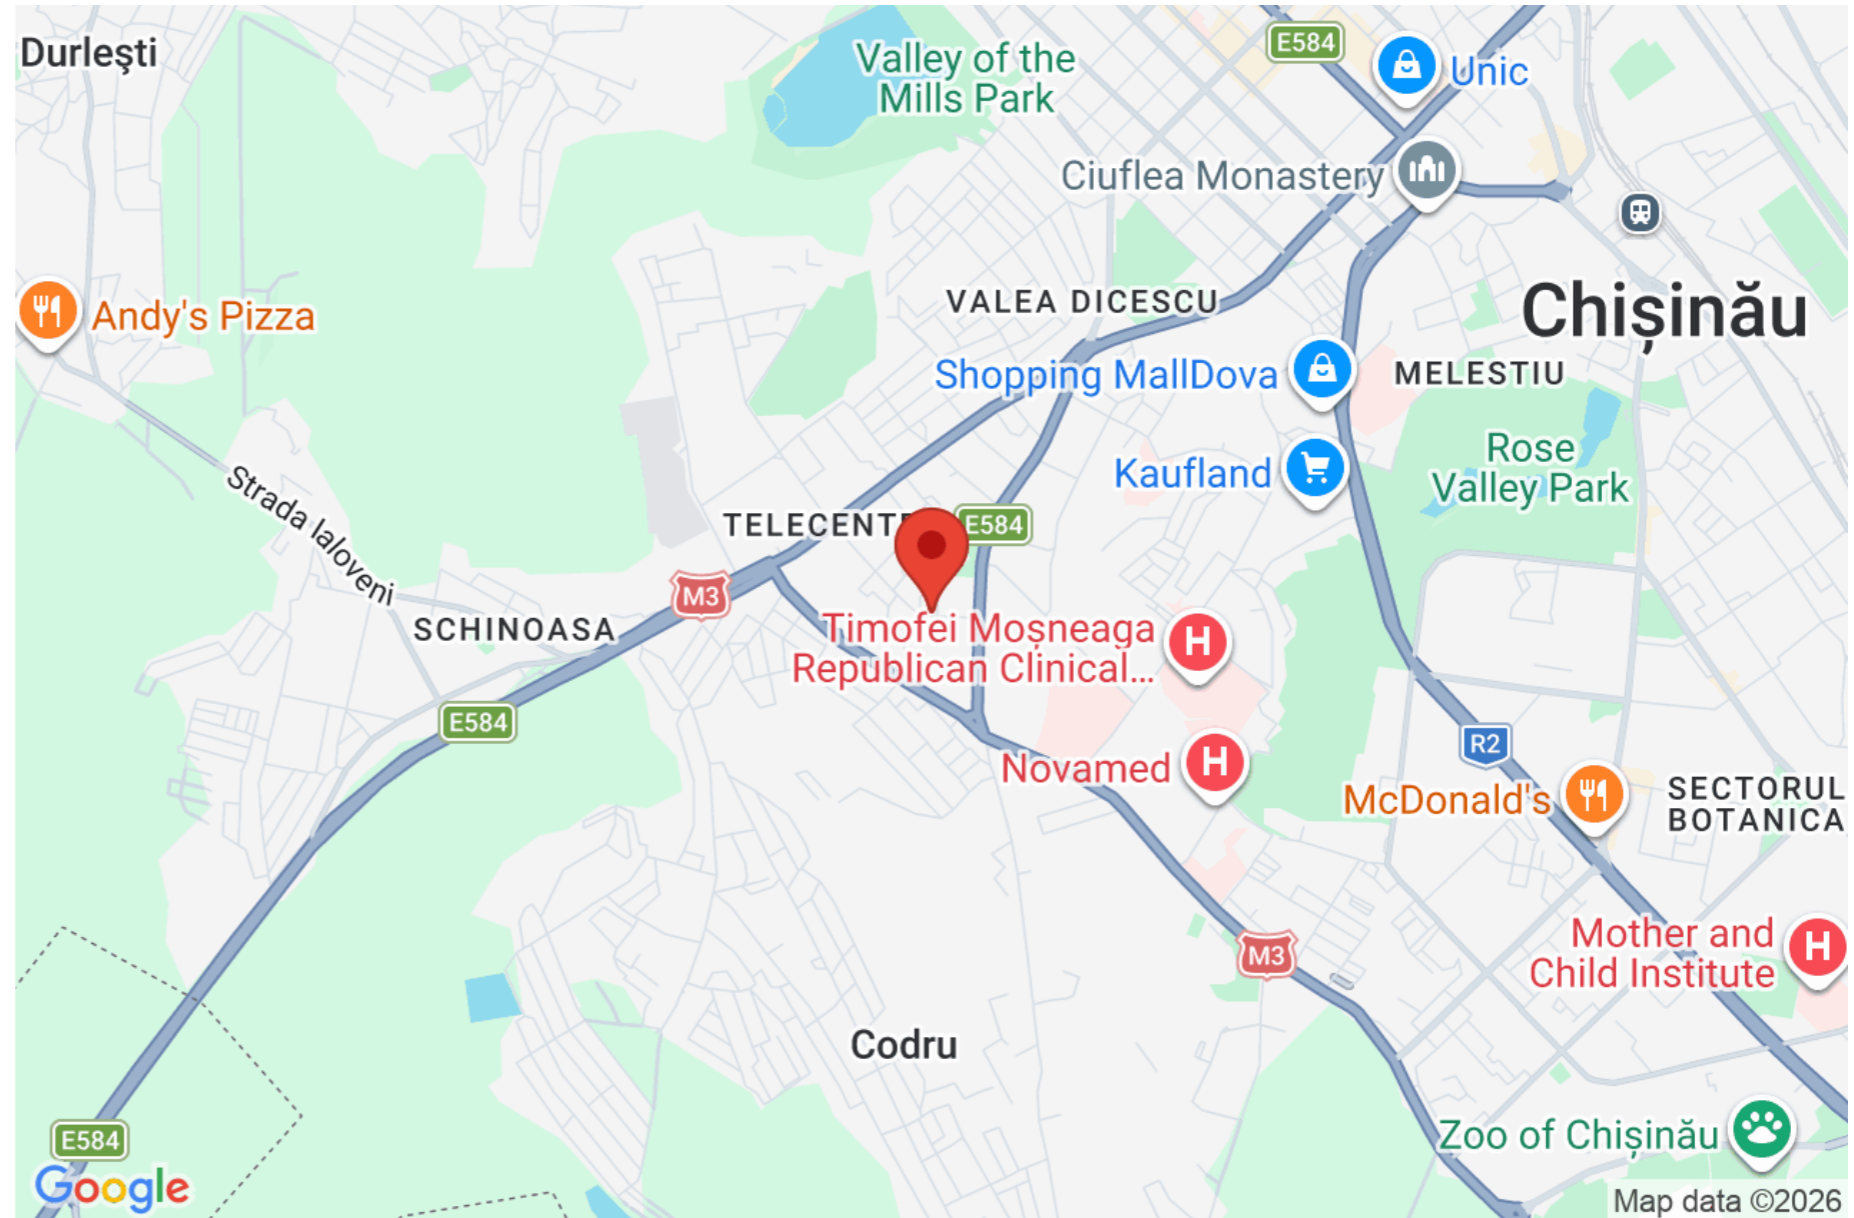 Durlești
Valley of the
Mills Park
E584
Unic
Ciuflea Monastery
Andy's Pizza
VALEA DICESCU
Chișinău
Shopping MallDova
MELESTIU
Rose
Valley Park
Kaufland
Strada Ialoveni
TELECENT
E584
M3
SCHINOASA
Timofei Moșneaga
Republican Clinical...
H
E584
R2
Novamed
H
McDonald's
SECTORUL
BOTANICA
M3
Mother and
Child Institute
H
Codru
E584
Zoo of Chișinău
Google
Map data ©2026